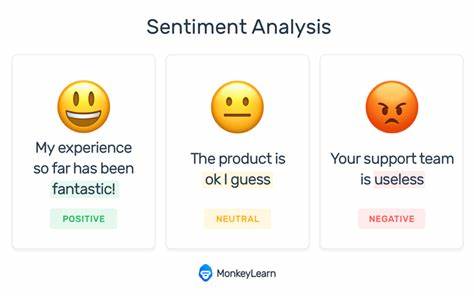 Sentiment Analysis
My experience
so far has been
fantastic!
POSITIVE
The product is
ok I guess
NEUTRAL
Your support team
is useless
NEGATIVE
MonkeyLearn